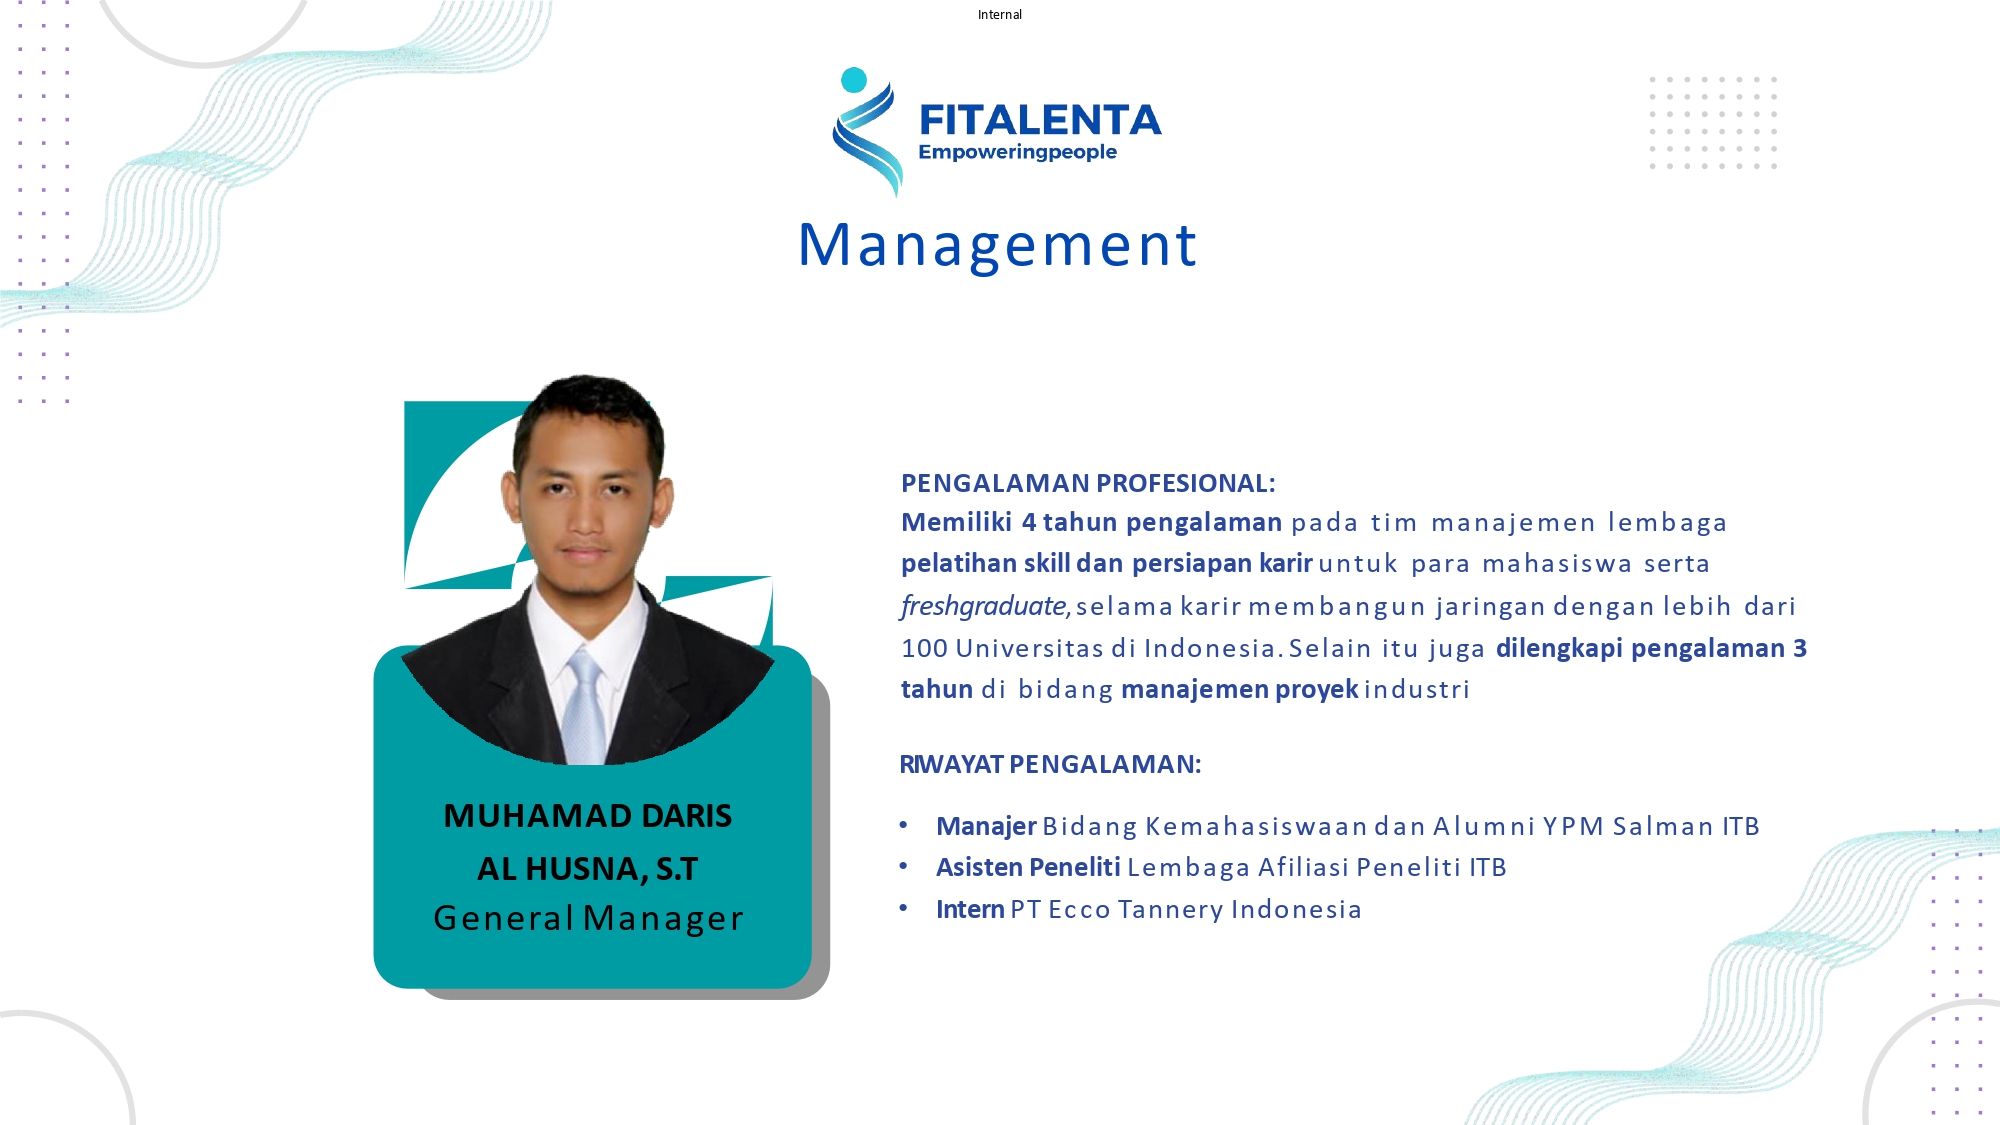 Internal
FITALENTA
Empoweringpeople
Management
MUHAMAD DARIS
AL HUSNA, S.T
General Manager
PENGALAMAN PROFESIONAL:
Memiliki 4 tahun pengalaman pada tim manajemen lembaga
pelatihan skill dan persiapan karir untuk para mahasiswa serta
freshgraduate, selama karir membangun jaringan dengan lebih dari
100 Universitas di Indonesia. Selain itu juga dilengkapi pengalaman 3
tahun di bidang manajemen proyek industri
RIWAYAT PENGALAMAN:
• Manajer Bidang Kemahasiswaan dan Alumni YPM Salman ITB
• Asisten Peneliti Lembaga Afiliasi Peneliti ITB
• Intern PT Ecco Tannery Indonesia